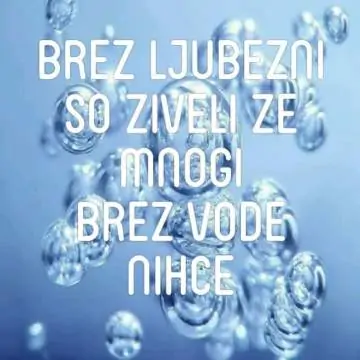 BREZ LJUBEZNI
SO ZIVELI ZE
MNOGI
BREZ VODE
NIHCE